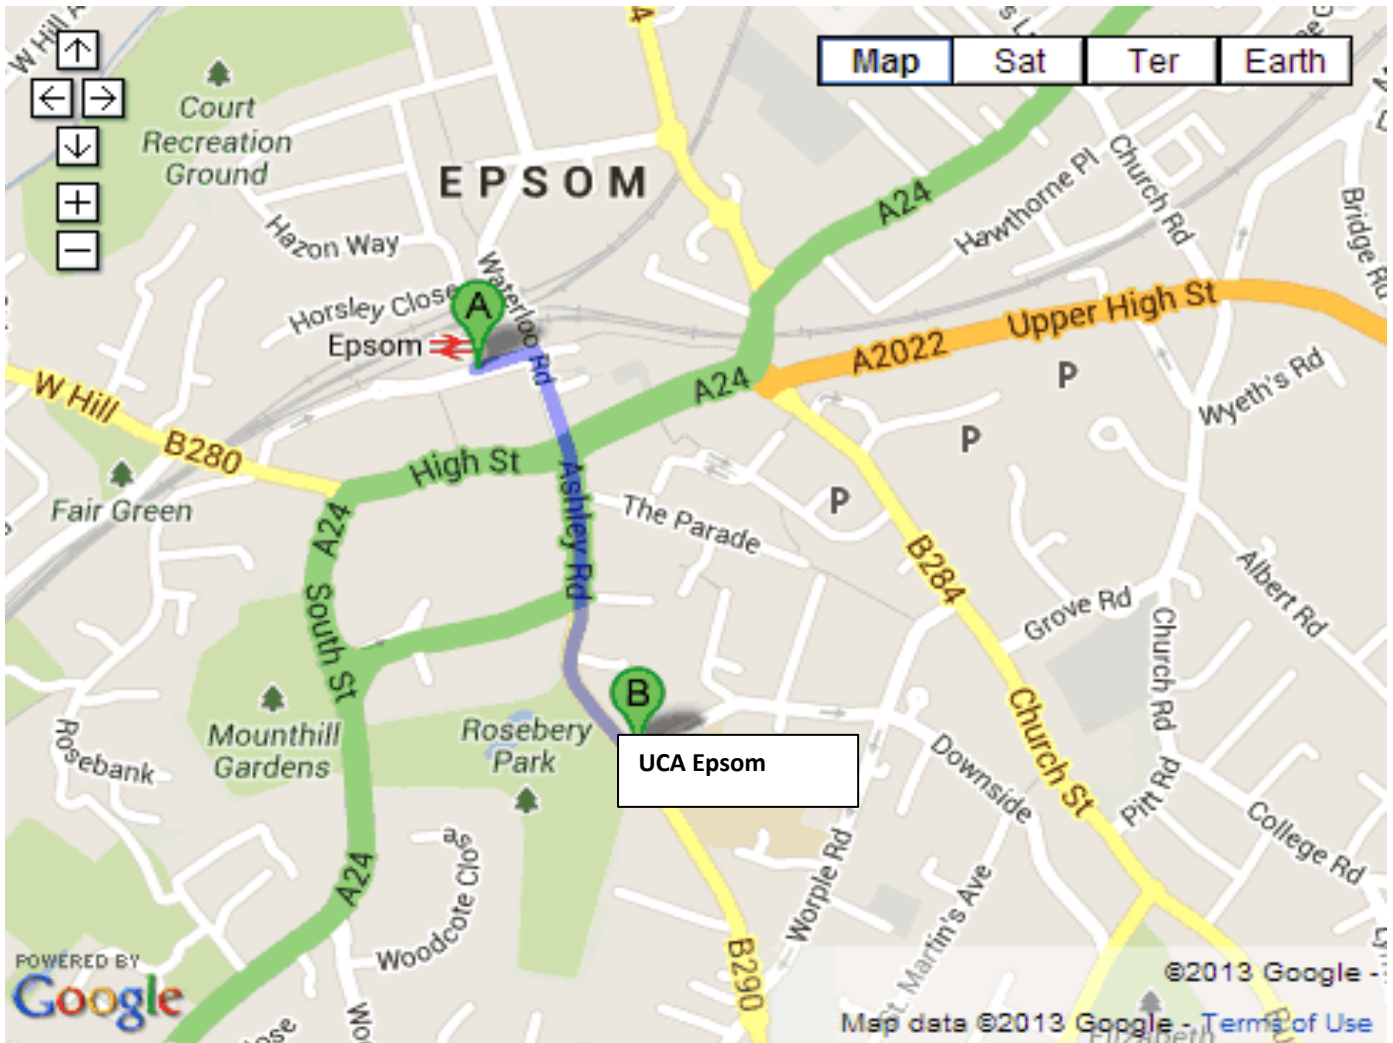 W Hill A
4
Map
Sat
Ter
Earth
Court
Recreation
Ground
EPSOM
Church Rd
Hawthorne Pl
A24
Bridge Rd
Hazon Way
Waterloo Rd
Horsley Close
A
Epsom
Upper High St
A2022
A24
P
W Hill
B280
Wyeth's Rd
High St
P
Fair Green
A24
Ashley Rd
The Parade
P
B284
Albert Rd
South St
Grove Rd
Church Rd
B
Rosebank
Mounthill
Gardens
Rosebery
Park
UCA Epsom
Church St
Downside
Pitt Rd
College Rd
A24
Woodcote Close
Worple Rd
St. Martin's Ave
B290
POWERED BY
Google
©2013 Google -
Map data ©2013 Google - Terms of Use
Elizabeth